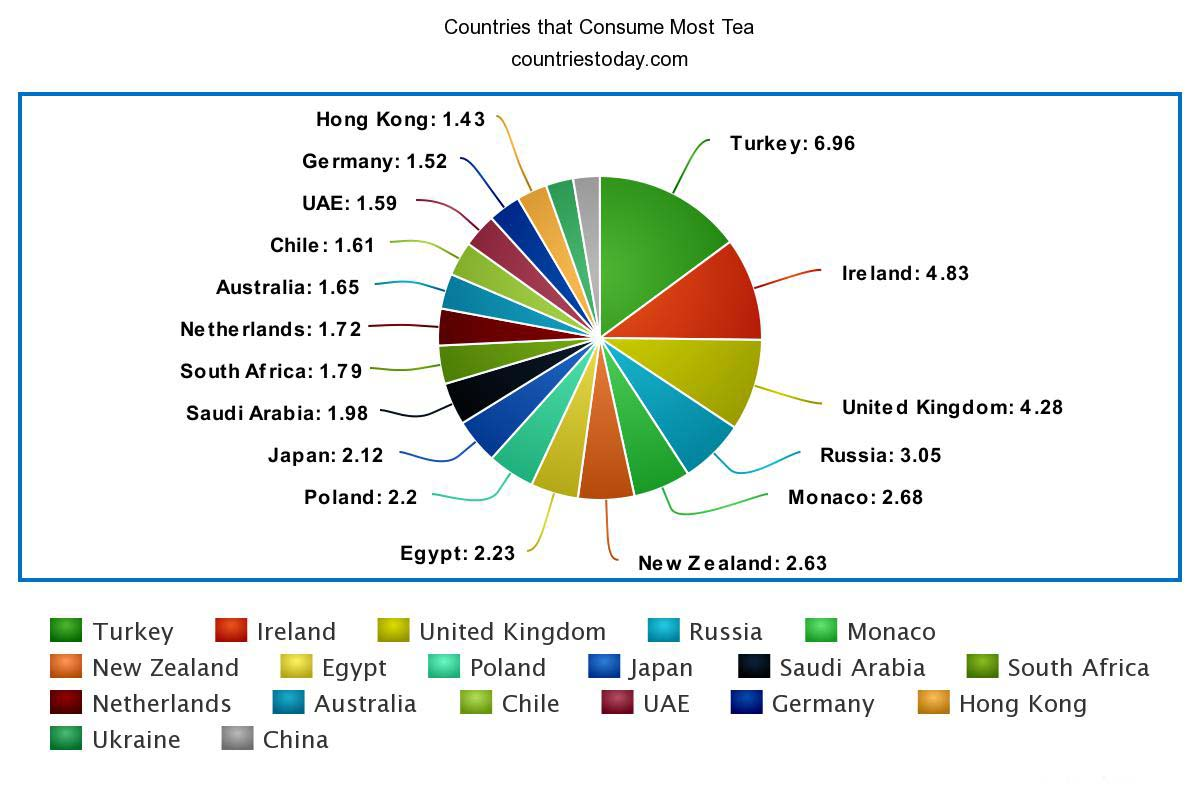 Countries that Consume Most Tea
countriestoday.com
Hong Kong: 1.43
Turkey: 6.96
Germany: 1.52
UAE: 1.59
Chile: 1.61
Ireland: 4.83
Australia: 1.65
Netherlands: 1.72
South Africa: 1.79
Saudi Arabia: 1.98
United Kingdom: 4.28
Japan: 2.12
Russia: 3.05
Poland: 2.2
Monaco: 2.68
Egypt: 2.23
New Zealand: 2.63
Turkey Ireland United Kingdom Russia Monaco
New Zealand Egypt Poland Japan Saudi Arabia South Africa
Netherlands Australia Chile UAE Germany Hong Kong
Ukraine China